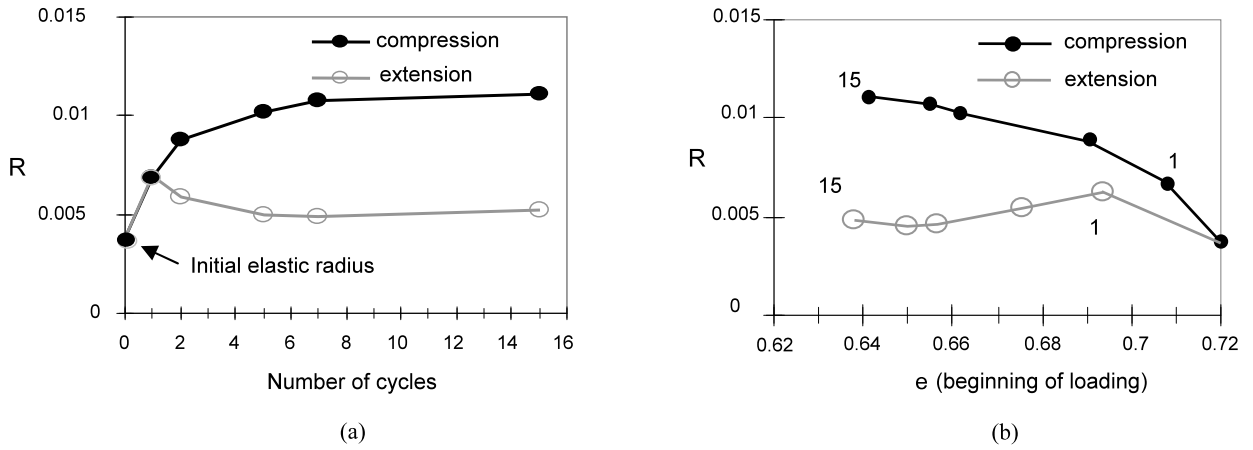 0.015
compression
extension
0.01
R
0.005
Initial elastic radius
0
0 2 4 6 8 10 12 14 16
Number of cycles
(a)
0.015
compression
extension
15
0.01
R
1
15
0.005
1
0
0.62 0.64 0.66 0.68 0.7 0.72
e (beginning of loading)
(b)